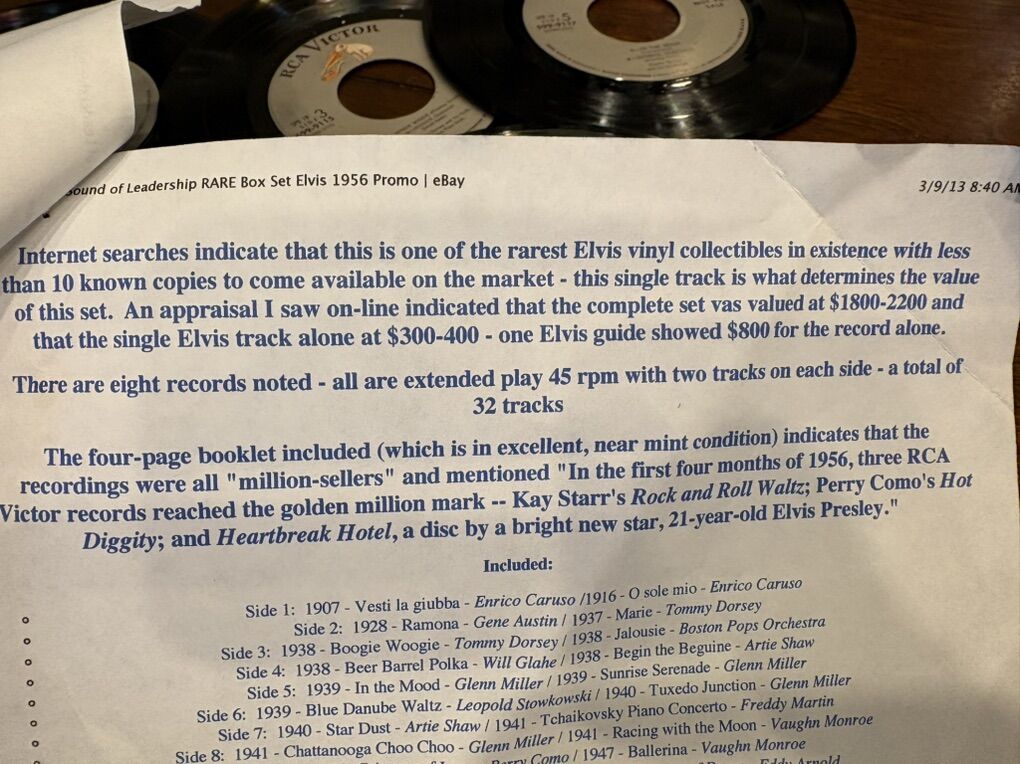 RCA VICTOR
3
599-9115
5
599-9117
ound of Leadership RARE Box Set Elvis 1956 Promo | eBay
3/9/13 8:40 AM
Internet searches indicate that this is one of the rarest Elvis vinyl collectibles in existence with less
than 10 known copies to come available on the market - this single track is what determines the value
of this set. An appraisal I saw on-line indicated that the complete set vas valued at $1800-2200 and
that the single Elvis track alone at $300-400 - one Elvis guide showed $800 for the record alone.
There are eight records noted - all are extended play 45 rpm with two tracks on each side - a total of
32 tracks
The four-page booklet included (which is in excellent, near mint condition) indicates that the
recordings were all "million-sellers" and mentioned "In the first four months of 1956, three RCA
Victor records reached the golden million mark -- Kay Starr's Rock and Roll Waltz; Perry Como's Hot
Diggity; and Heartbreak Hotel, a disc by a bright new star, 21-year-old Elvis Presley."
Included:
Side 1: 1907 - Vesti la giubba - Enrico Caruso /1916 - O sole mio - Enrico Caruso
Side 2: 1928 - Ramona - Gene Austin / 1937 - Marie - Tommy Dorsey
Side 3: 1938 - Boogie Woogie - Tommy Dorsey / 1938 - Jalousie - Boston Pops Orchestra
Side 4: 1938 - Beer Barrel Polka - Will Glahe / 1938 - Begin the Beguine - Artie Shaw
Side 5: 1939 - In the Mood - Glenn Miller / 1939 - Sunrise Serenade - Glenn Miller
Side 6: 1939 - Blue Danube Waltz - Leopold Stowkowski / 1940 - Tuxedo Junction - Glenn Miller
Side 7: 1940 - Star Dust - Artie Shaw / 1941 - Tchaikovsky Piano Concerto - Freddy Martin
Side 8: 1941 - Chattanooga Choo Choo - Glenn Miller / 1941 - Racing with the Moon - Vaughn Monroe
Perry Como / 1947 - Ballerina - Vaughn Monroe
Eddy Arnold